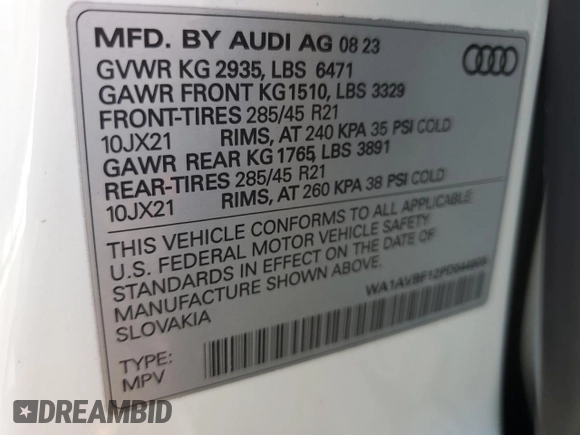 MFD. BY AUDI AG 08 23
GVWR KG 2935, LBS 6471
GAWR FRONT KG 1510, LBS 3329
FRONT-TIRES 285/45 R21
10JX21 RIMS, AT 240 KPA 35 PSI COLD
GAWR REAR KG 1765, LBS 3891
REAR-TIRES 285/45 R21
10JX21 RIMS, AT 260 KPA 38 PSI COLD
THIS VEHICLE CONFORMS TO ALL APPLICABLE
U.S. FEDERAL MOTOR VEHICLE SAFETY
STANDARDS IN EFFECT ON THE DATE OF
MANUFACTURE SHOWN ABOVE.
SLOVAKIA
TYPE:
MPV
DREAMBID